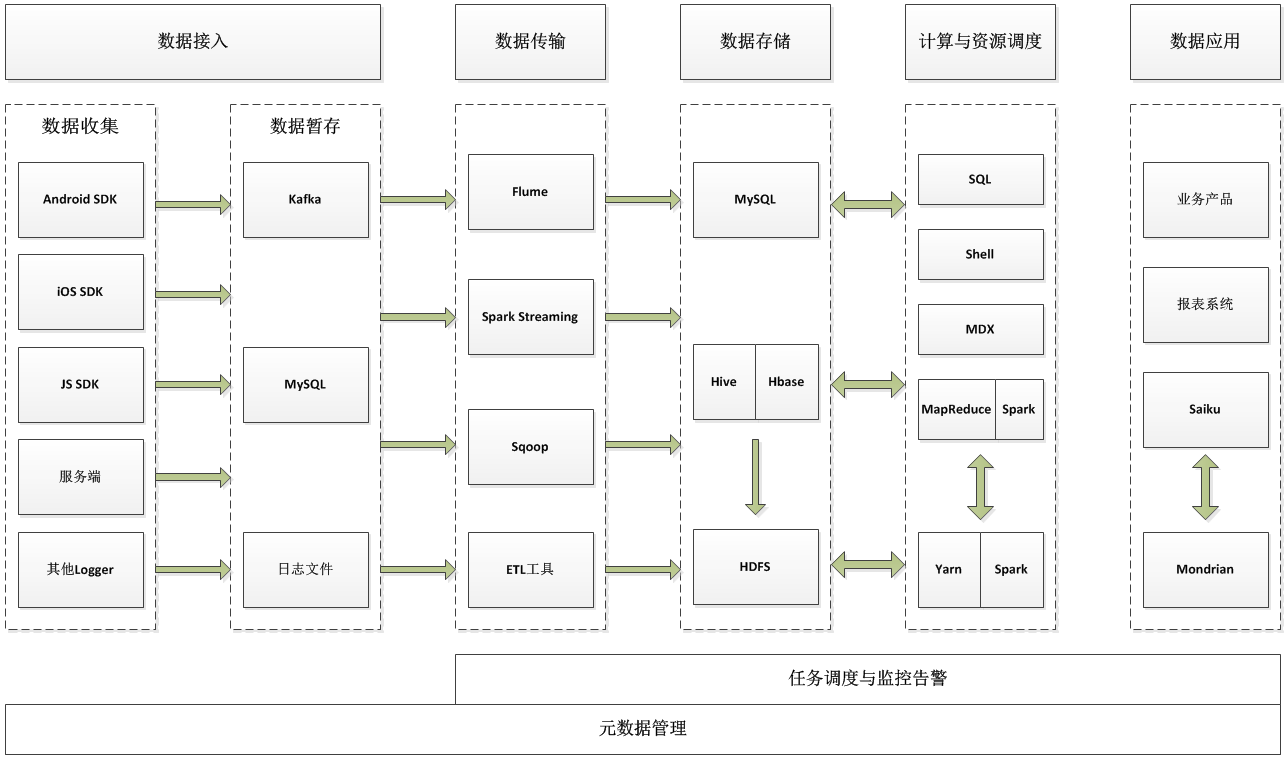 数据接入
数据传输
数据存储
计算与资源调度
数据应用
数据收集
Android SDK
iOS SDK
JS SDK
服务端
其他Logger
数据暂存
Kafka
MySQL
日志文件
Flume
Spark Streaming
Sqoop
ETL工具
MySQL
Hive
Hbase
HDFS
SQL
Shell
MDX
MapReduce
Spark
Yarn
Spark
业务产品
报表系统
Saiku
Mondrian
任务调度与监控告警
元数据管理